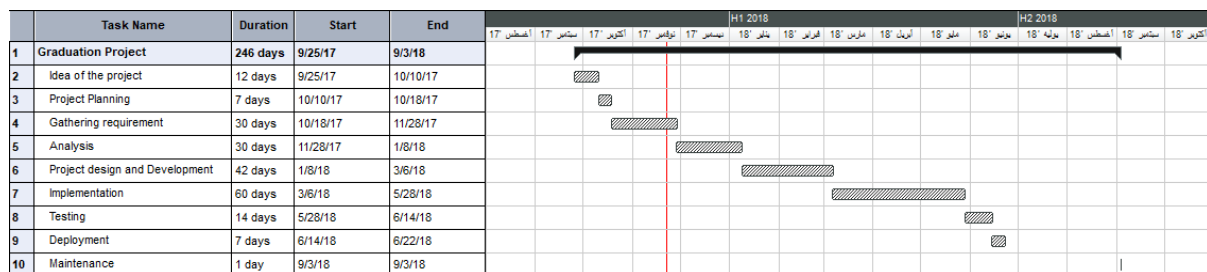 Task Name Duration Start End H1 2018 H2 2018
أغسطس '17 سبتمبر '17 أكتوبر '17 نوفمبر '17 ديسمبر '17 يناير '18 فبراير '18 مارس '18 أبريل '18 مايو '18 يونيو '18 يوليه '18 أغسطس '18 سبتمبر '18 أكتوبر '18
1 Graduation Project 246 days 9/25/17 9/3/18
2 Idea of the project 12 days 9/25/17 10/10/17
3 Project Planning 7 days 10/10/17 10/18/17
4 Gathering requirement 30 days 10/18/17 11/28/17
5 Analysis 30 days 11/28/17 1/8/18
6 Project design and Development 42 days 1/8/18 3/6/18
7 Implementation 60 days 3/6/18 5/28/18
8 Testing 14 days 5/28/18 6/14/18
9 Deployment 7 days 6/14/18 6/22/18
10 Maintenance 1 day 9/3/18 9/3/18